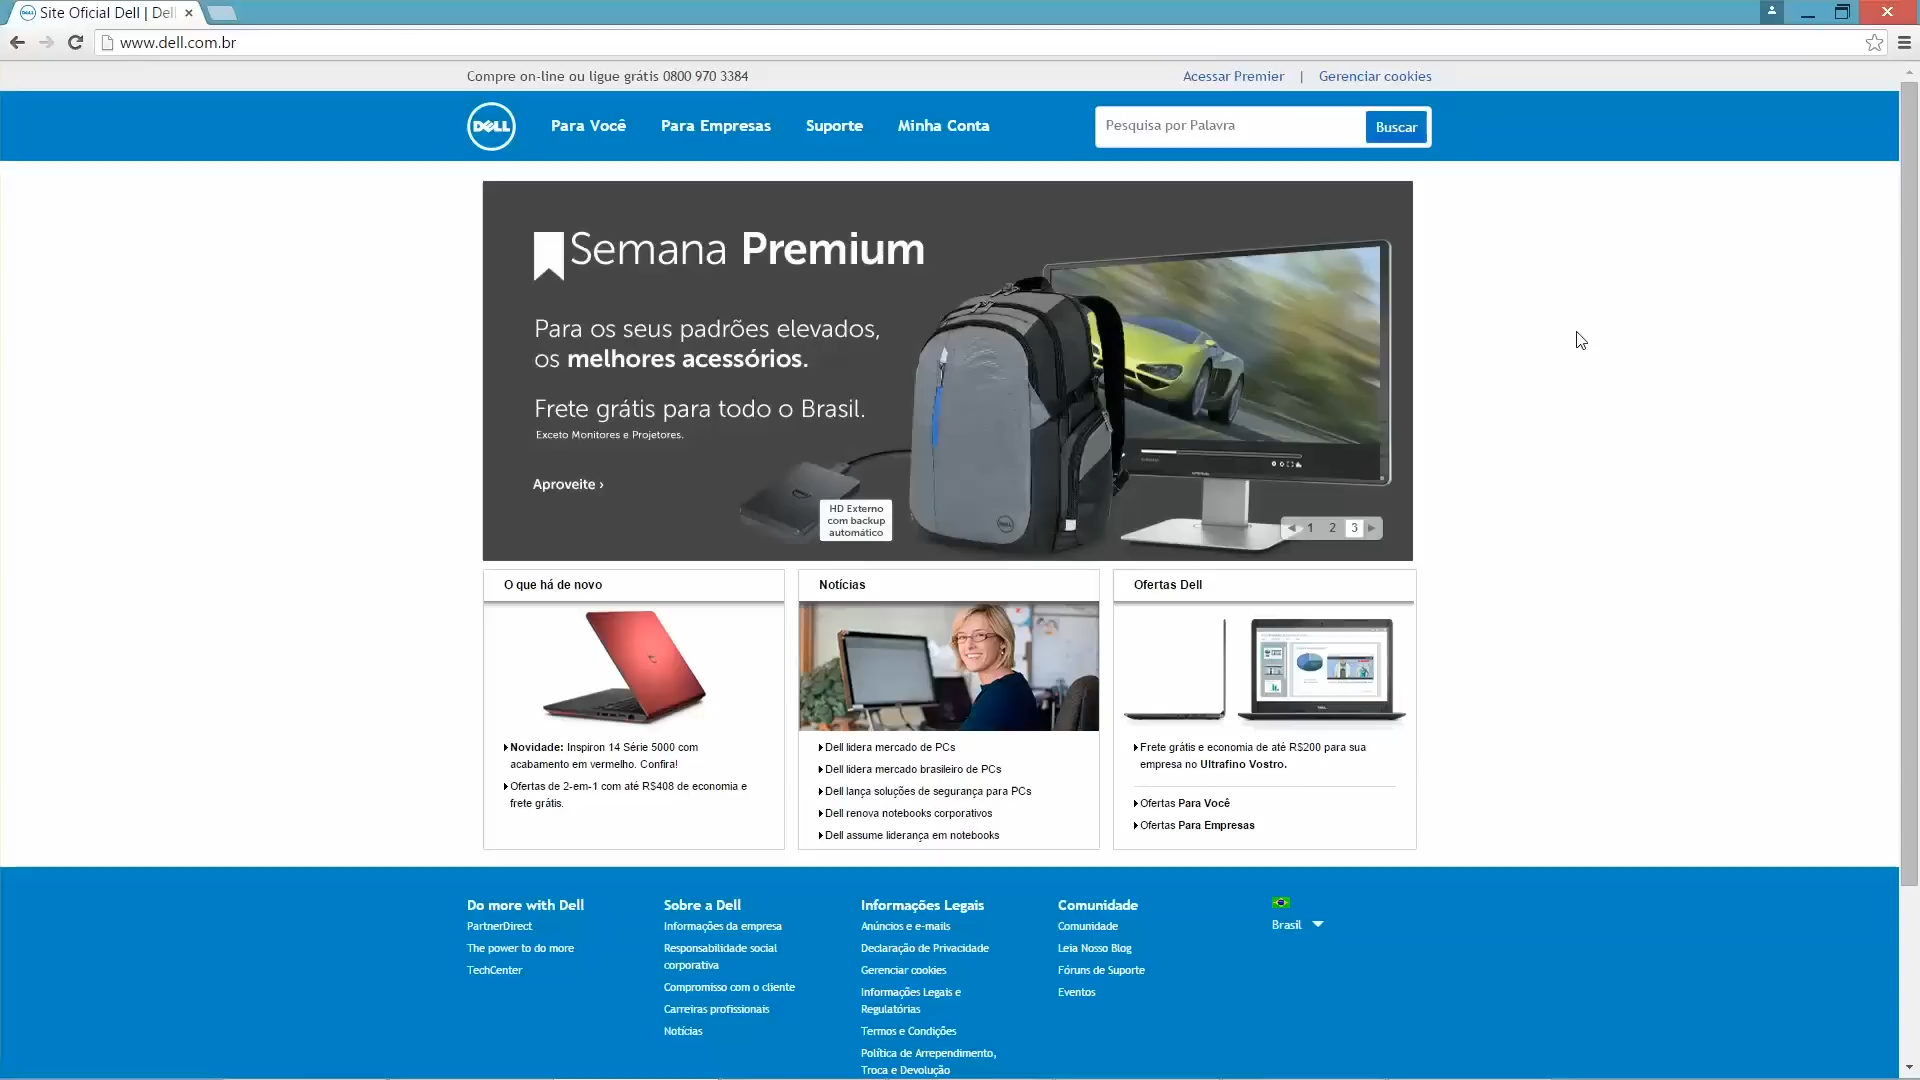 Site Oficial Dell | Dell
www.dell.com.br
Compre on-line ou ligue grátis 0800 970 3384
Acessar Premier | Gerenciar cookies
DELL
Para Você
Para Empresas
Suporte
Minha Conta
Pesquisa por Palavra
Buscar
Semana Premium
Para os seus padrões elevados,
os melhores acessórios.
Frete grátis para todo o Brasil.
Exceto Monitores e Projetores.
Aproveite ›
HD Externo
com backup
automático
1 2 3
O que há de novo
Novidade: Inspiron 14 Série 5000 com
acabamento em vermelho. Confira!
Ofertas de 2-em-1 com até R$408 de economia e
frete grátis.
Notícias
Dell lidera mercado de PCs
Dell lidera mercado brasileiro de PCs
Dell lança soluções de segurança para PCs
Dell renova notebooks corporativos
Dell assume liderança em notebooks
Ofertas Dell
Frete grátis e economia de até R$200 para sua
empresa no Ultrafino Vostro.
Ofertas Para Você
Ofertas Para Empresas
Do more with Dell
PartnerDirect
The power to do more
TechCenter
Sobre a Dell
Informações da empresa
Responsabilidade social
corporativa
Compromisso com o cliente
Carreiras profissionais
Notícias
Informações Legais
Anúncios e e-mails
Declaração de Privacidade
Gerenciar cookies
Informações Legais e
Regulatórias
Termos e Condições
Política de Arrependimento,
Troca e Devolução
Comunidade
Comunidade
Leia Nosso Blog
Fóruns de Suporte
Eventos
Brasil